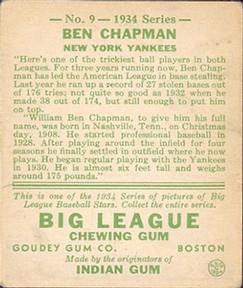 No. 9—1934 Series—
BEN CHAPMAN
NEW YORK YANKEES
"Here's one of the trickiest ball players in both
Leagues. For three years running now, Ben Chap-
man has led the American League in base stealing.
Last year he ran up a record of 27 stolen bases out
of 176 tries; not quite so good as 1932 when he
made 38 out of 174, but still enough to put him
on top.
"William Ben Chapman, to give him his full
name, was born in Nashville, Tenn., on Christmas
day, 1908. He started professional baseball in
1928. After playing around the infield for four
seasons he finally settled in outfield where he now
plays. He began regular playing with the Yankees
in 1930. He is almost six feet tall and weighs
around 175 pounds."
This is one of the 1934 Series of pictures of Big
League Baseball Stars. Collect the entire series.
BIG LEAGUE
CHEWING GUM
GOUDEY GUM CO. BOSTON
Made by the originators of
INDIAN GUM